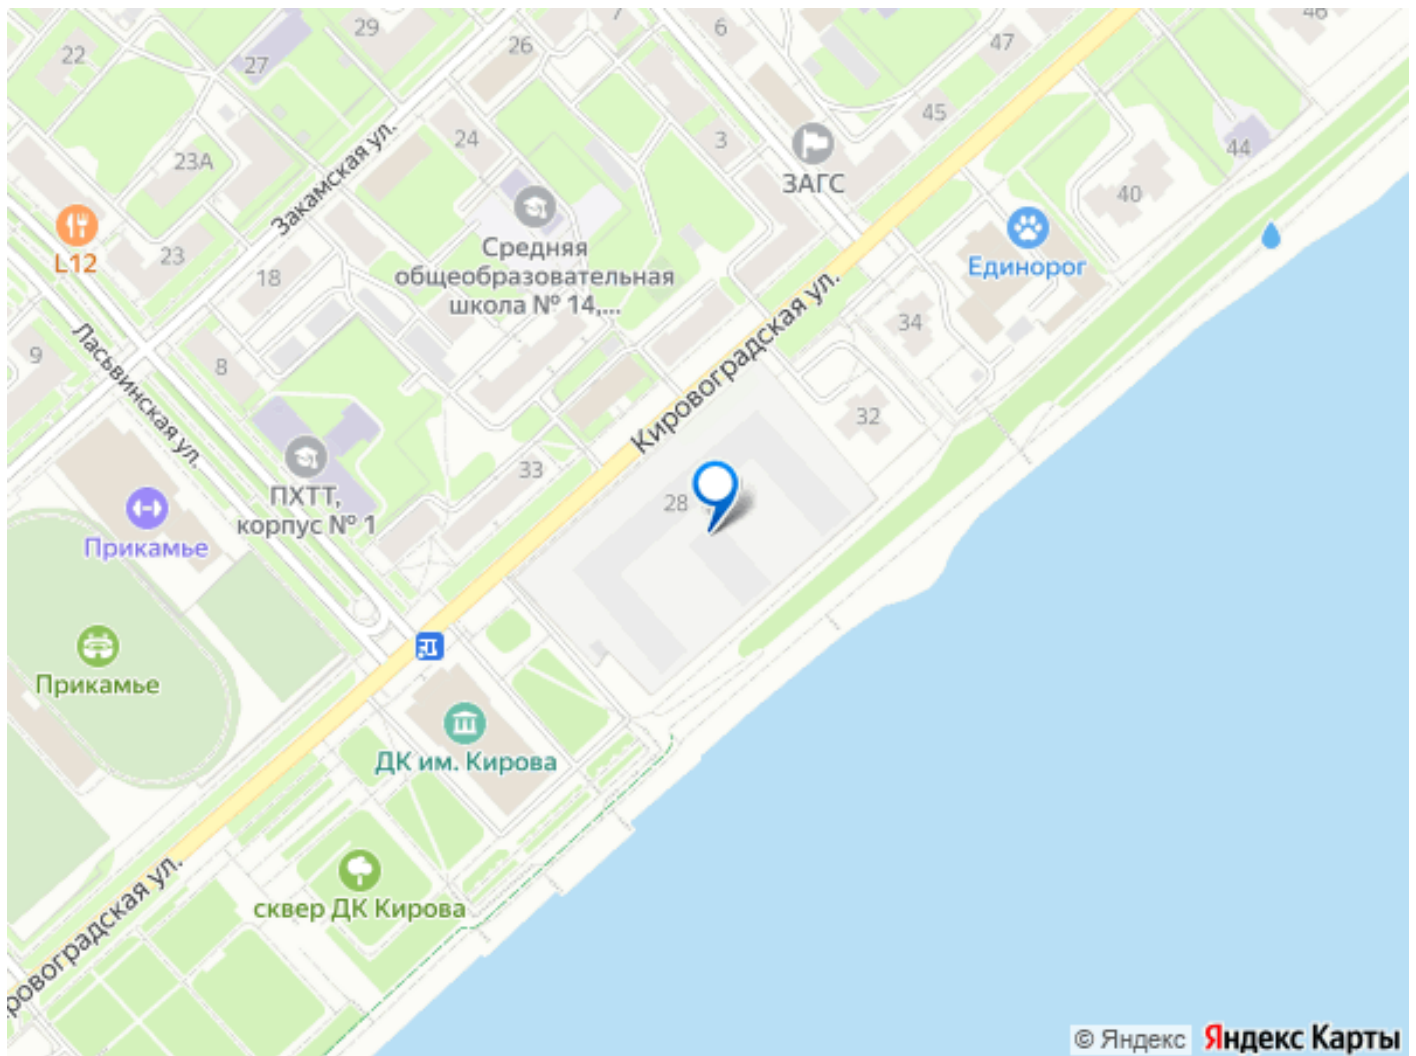 29
7
6
46
22
26
47
27
45
24
3
44
23А
Закамская ул.
ЗАГС
40
L12
23
18
Средняя
общеобразовательная
школа № 14,...
Единорог
34
9
Ласьвинская ул.
8
Кировоградская ул.
32
33
28
ПХТТ,
корпус № 1
Прикамье
Прикамье
ДК им. Кирова
сквер ДК Кирова
ровоградская ул.
© Яндекс
Яндекс Карты